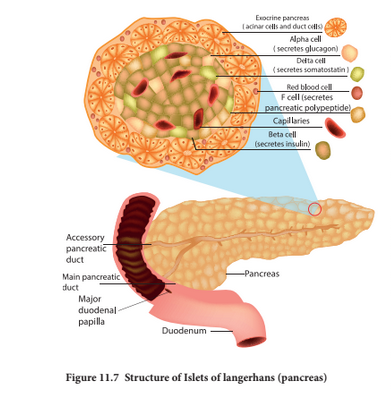 Exocrine pancreas
( acinar cells and duct cells)
Alpha cell
( secretes glucagon)
Delta cell
( secretes somatostatin )
Red blood cell
F cell (secretes
pancreatic polypeptide)
Capillaries
Beta cell
(secretes insulin)
Accessory
pancreatic
duct
Main pancreatic
duct
Major
duodenal
papilla
Pancreas
Duodenum
Figure 11.7 Structure of Islets of langerhans (pancreas)